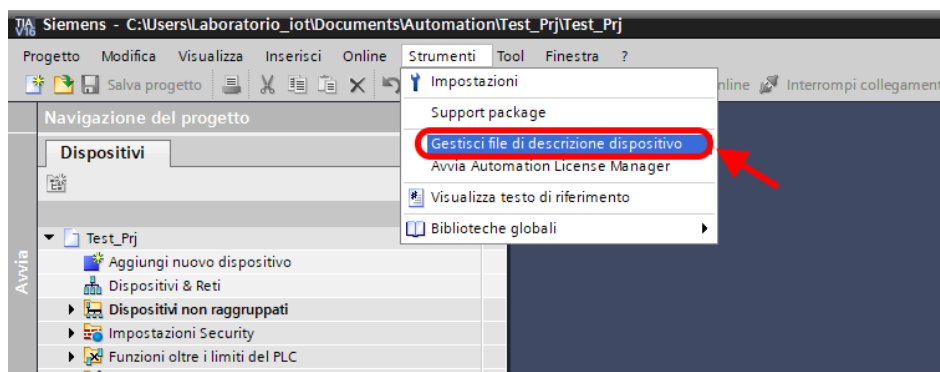 TIA V16 Siemens - C:\Users\Laboratorio_iot\Documents\Automation\Test_Prj\Test_Prj
Progetto Modifica Visualizza Inserisci Online Strumenti Tool Finestra ?
Salva progetto nline Interrompi collegament
Impostazioni
Support package
Gestisci file di descrizione dispositivo
Avvia Automation License Manager
Visualizza testo di riferimento
Biblioteche globali
Navigazione del progetto
Dispositivi
Test_Prj
Aggiungi nuovo dispositivo
Dispositivi & Reti
Dispositivi non raggruppati
Impostazioni Security
Funzioni oltre i limiti del PLC
Avvia